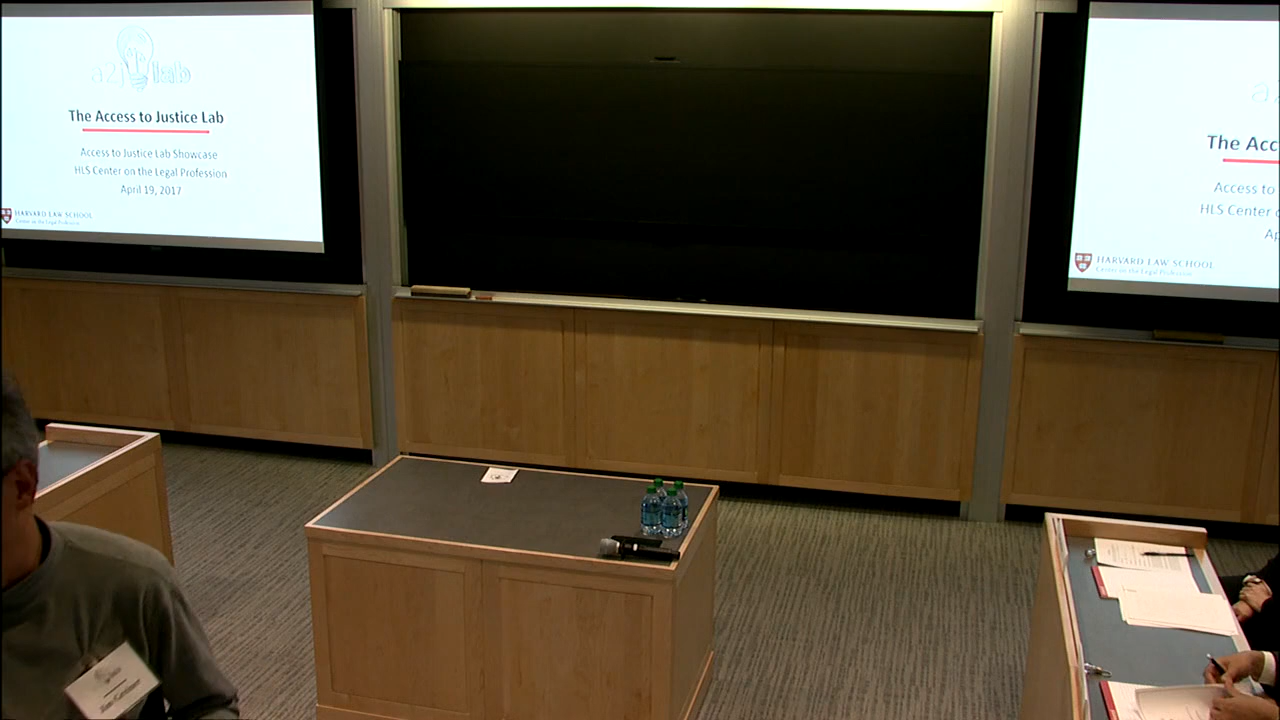 a2j lab
The Access to Justice Lab
Access to Justice Lab Showcase
HLS Center on the Legal Profession
April 19, 2017
HARVARD LAW SCHOOL
Center on the Legal Profession
The Acc
Access to
HLS Center
Ap
HARVARD LAW SCHOOL
Center on the Legal Profession